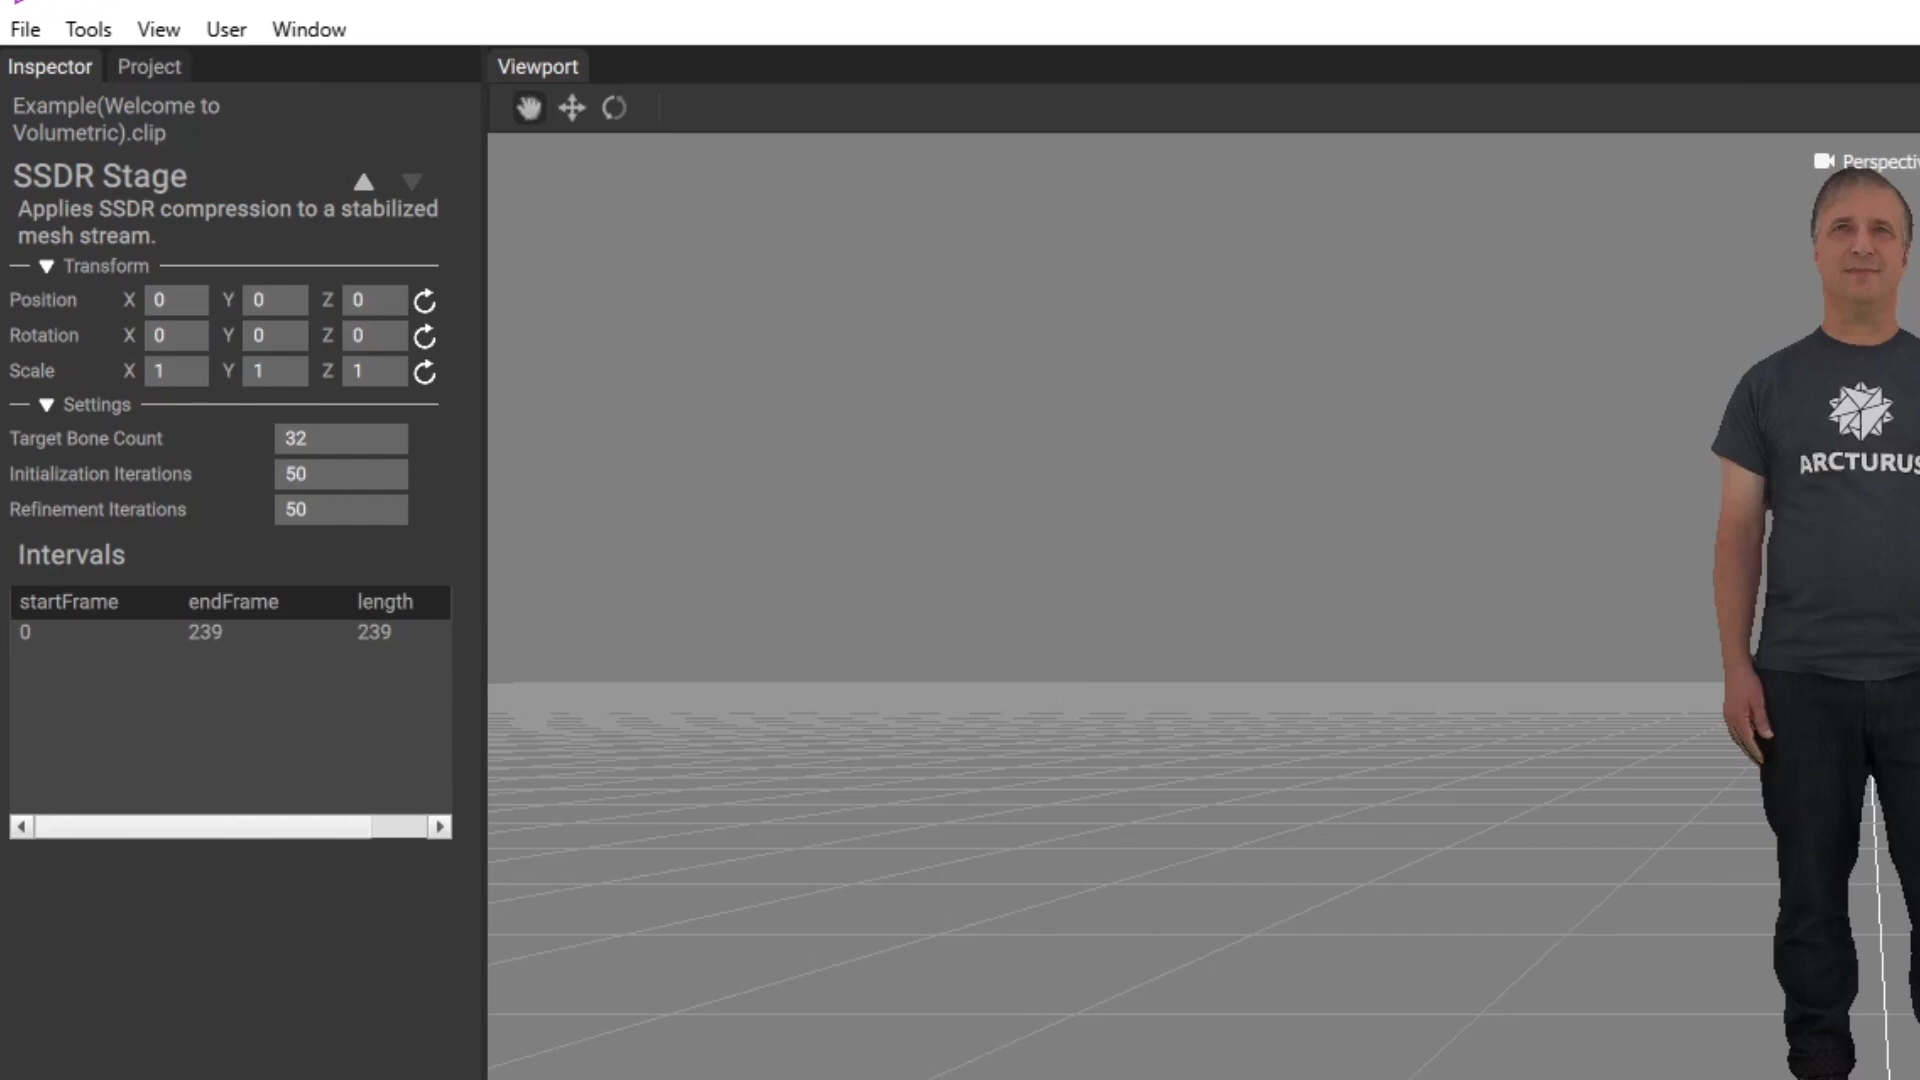 File Tools View User Window
Inspector Project
Viewport
Example(Welcome to
Volumetric).clip
SSDR Stage
Applies SSDR compression to a stabilized
mesh stream.
Transform
Position X 0 Y 0 Z 0
Rotation X 0 Y 0 Z 0
Scale X 1 Y 1 Z 1
Settings
Target Bone Count 32
Initialization Iterations 50
Refinement Iterations 50
Intervals
startFrame endFrame length
0 239 239
Perspectiv
ARCTURUS